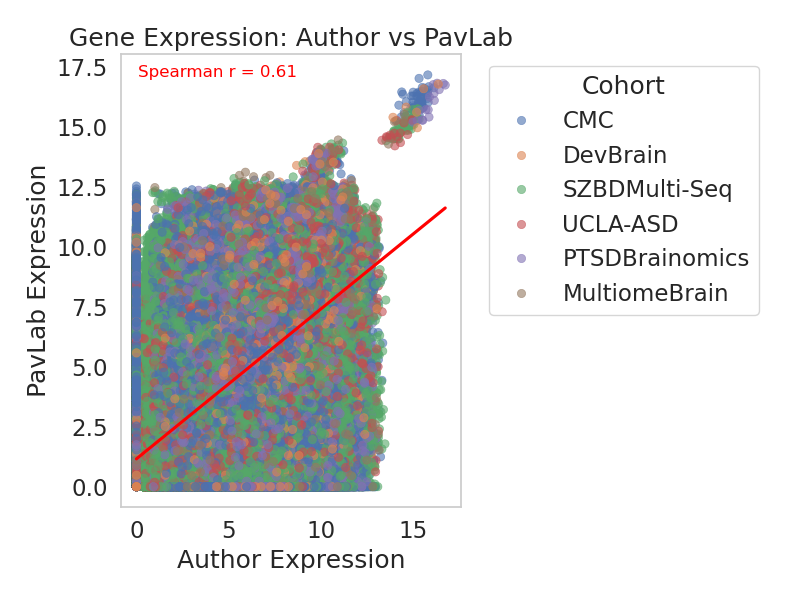 Gene Expression: Author vs PavLab
Spearman r = 0.61
17.5
15.0
12.5
10.0
7.5
5.0
2.5
0.0
PavLab Expression
0 5 10 15
Author Expression
Cohort
CMC
DevBrain
SZBDMulti-Seq
UCLA-ASD
PTSDBrainomics
MultiomeBrain